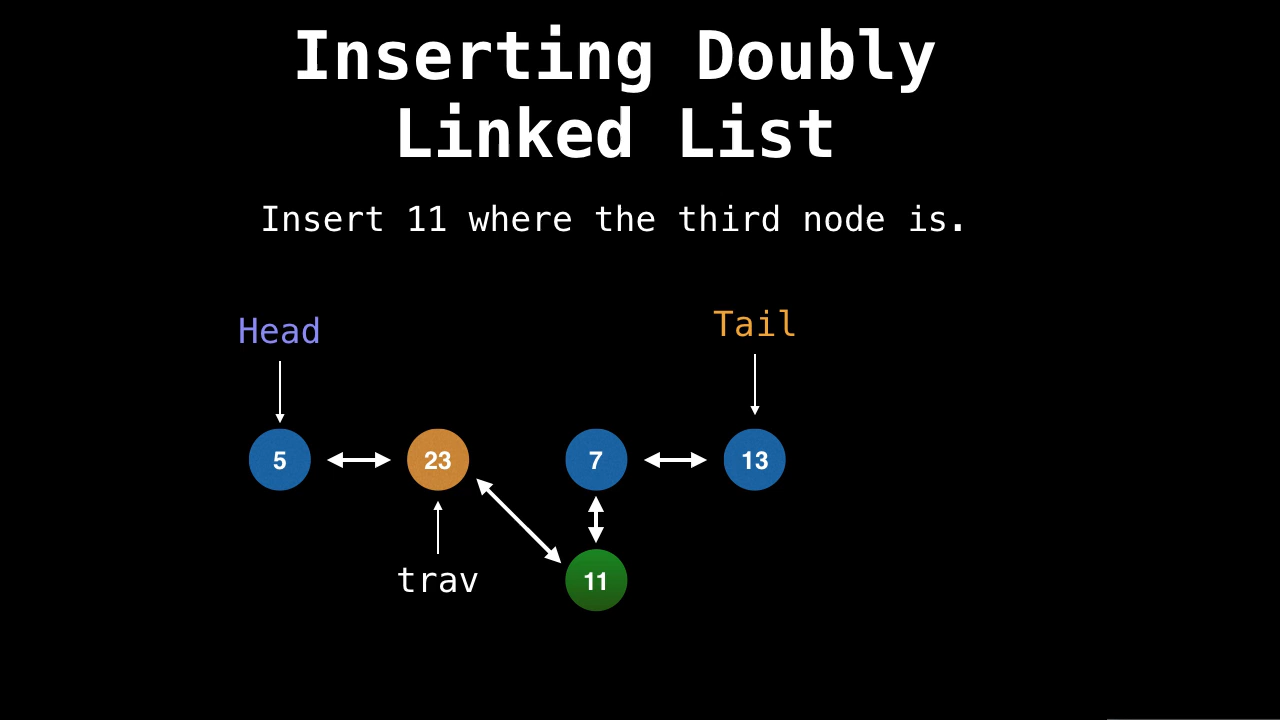 Inserting Doubly
Linked List
Insert 11 where the third node is.
Head
Tail
5
23
7
13
trav
11